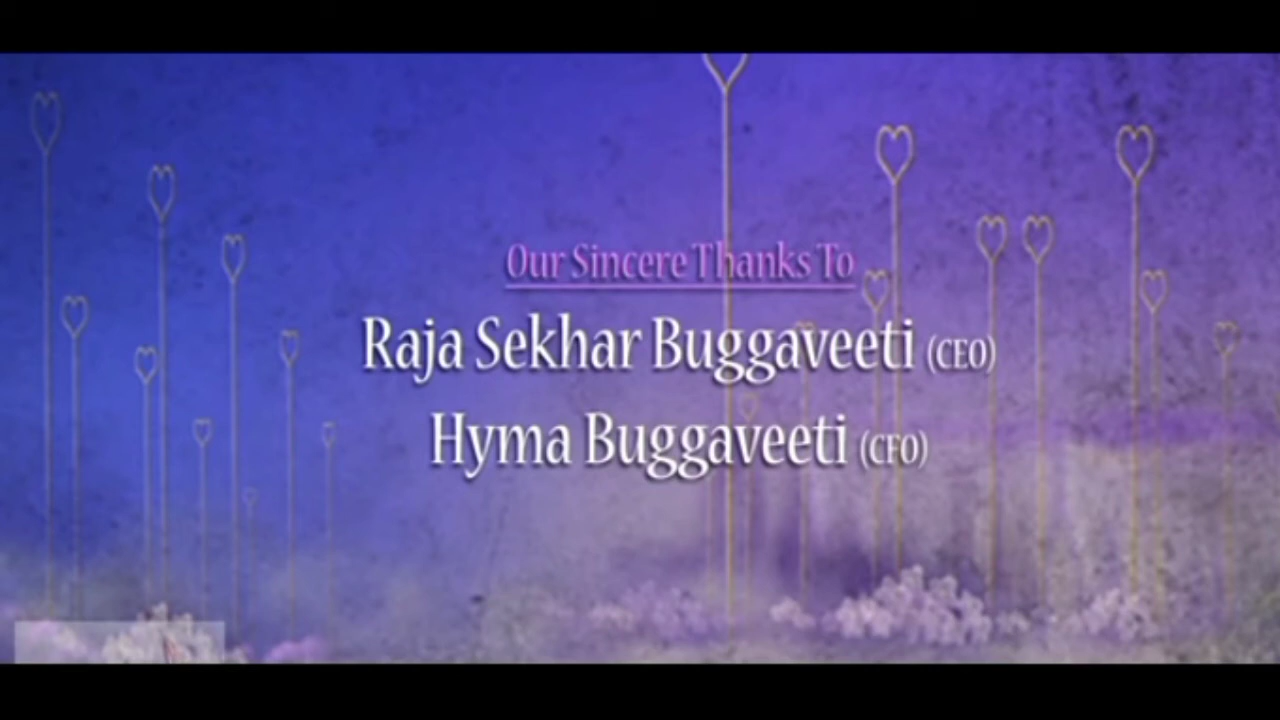 Our Sincere Thanks To
Raja Sekhar Buggaveeti (CEO)
Hyma Buggaveeti (CFO)